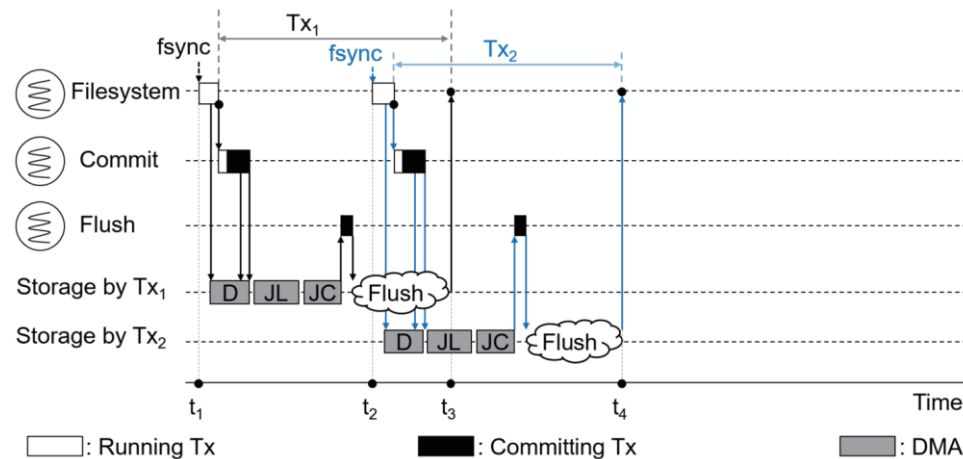 Tx₁
fsync
fsync
Tx₂
Filesystem
Commit
Flush
Storage by Tx₁
D JL JC Flush
Storage by Tx₂
D JL JC Flush
t₁ t₂ t₃ t₄ Time
: Running Tx : Committing Tx : DMA